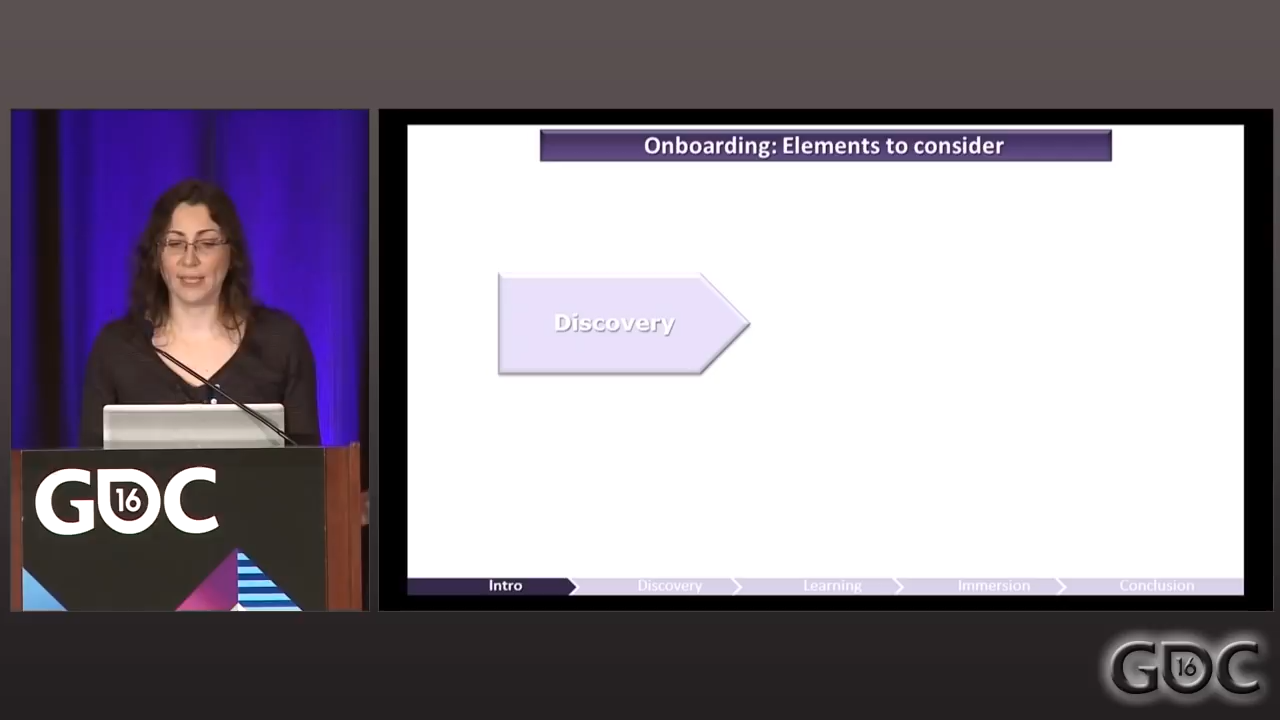 Onboarding: Elements to consider
Discovery
Intro
Discovery
Learning
Immersion
Conclusion
GDC 16
GDC 16